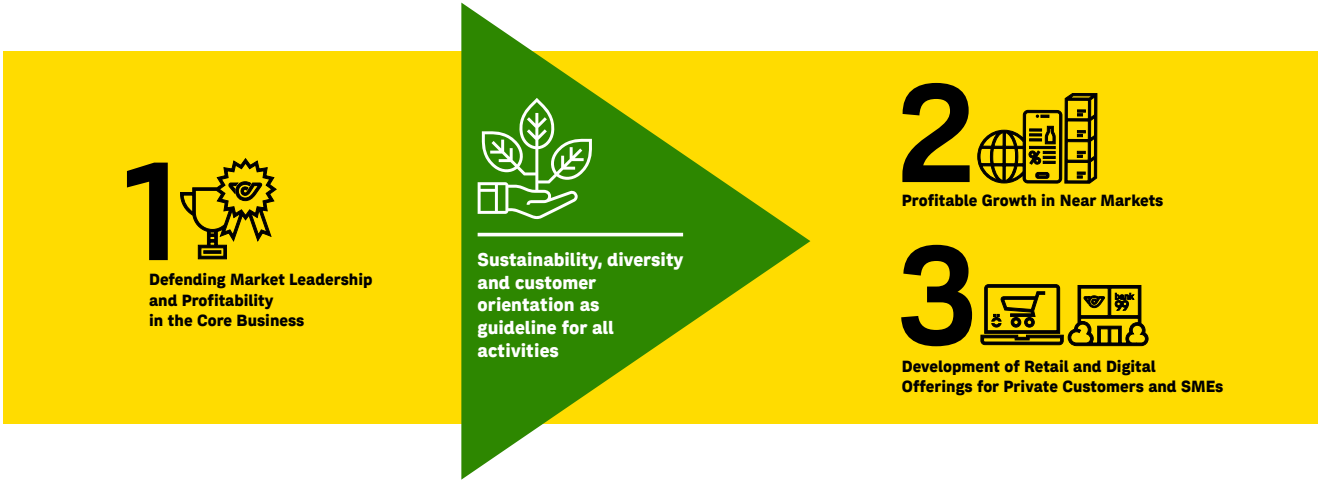 1
Defending Market Leadership
and Profitability
in the Core Business
Sustainability, diversity
and customer
orientation as
guideline for all
activities
2
%
Profitable Growth in Near Markets
3
bank
99
Development of Retail and Digital
Offerings for Private Customers and SMEs